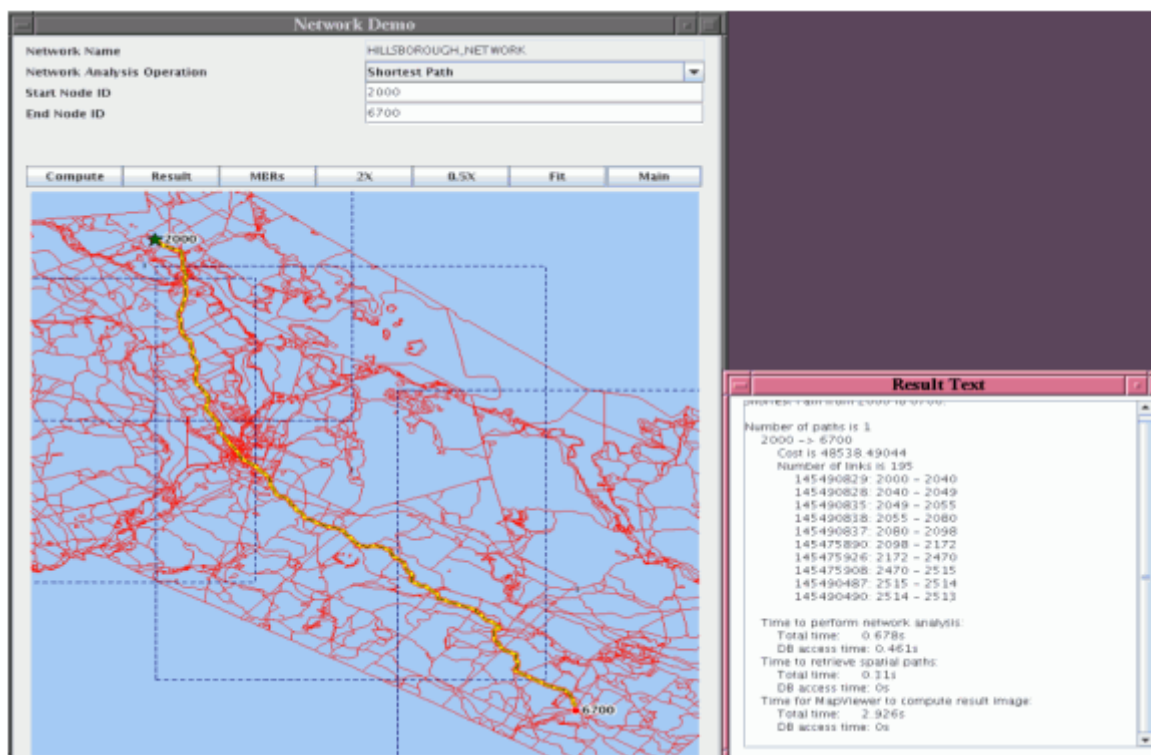 Network Demo
Network Name HILLSBOROUGH_NETWORK
Network Analysis Operation Shortest Path
Start Node ID 2000
End Node ID 6700
Compute Result MBRs 2X 0.5X Fit Main
2000
6700
Result Text
Shortest Path from 2000 to 6700:
Number of paths is 1
2000 -> 6700
Cost is 48538.49044
Number of links is 195
145490829: 2000 - 2040
145490828: 2040 - 2049
145490835: 2049 - 2055
145490838: 2055 - 2080
145490837: 2080 - 2098
145475890: 2098 - 2172
145475926: 2172 - 2470
145475908: 2470 - 2515
145490487: 2515 - 2514
145490490: 2514 - 2513
Time to perform network analysis:
Total time: 0.678s
DB access time: 0.461s
Time to retrieve spatial paths:
Total time: 0.11s
DB access time: 0s
Time for MapViewer to compute result image:
Total time: 2.926s
DB access time: 0s